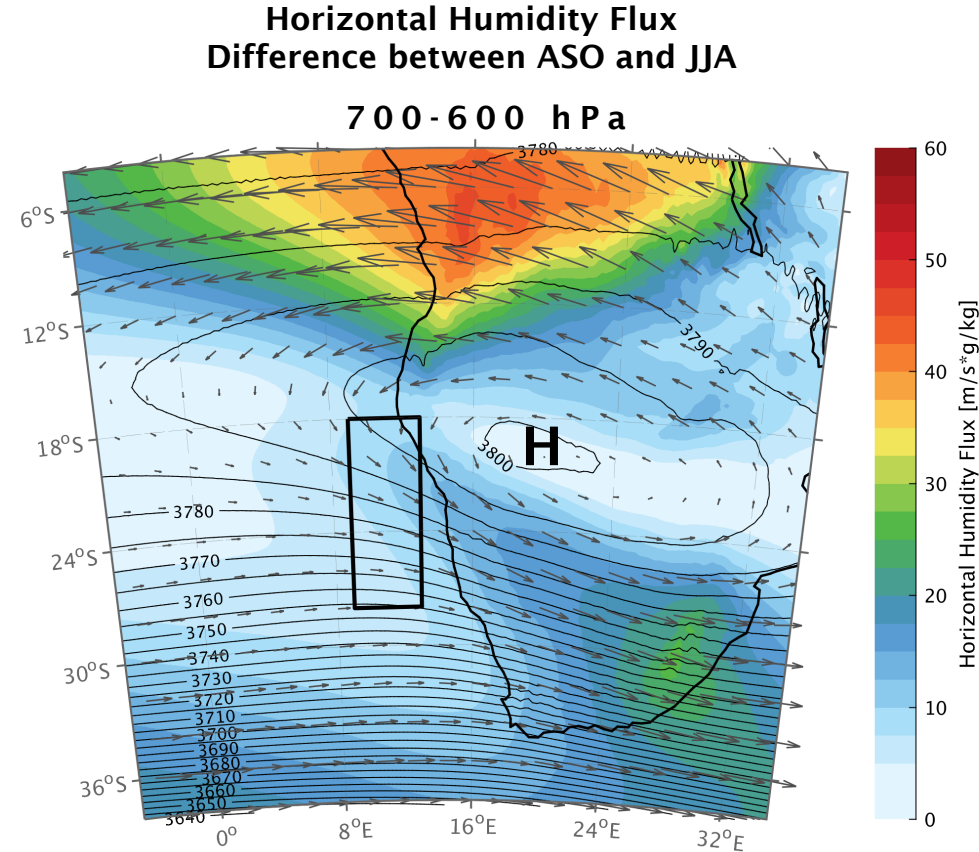 Horizontal Humidity Flux
Difference between ASO and JJA
700-600 hPa
3780
60
6°S
50
12°S
3790
40
18°S
H
3800
30
3780
24°S
3770
20
3760
3750
3740
30°S
3730
3720
10
3710
3700
3690
3680
3670
36°S
3660
3650
3640
0
0°
8°E
16°E
24°E
32°E
Horizontal Humidity Flux [m/s*g/kg]